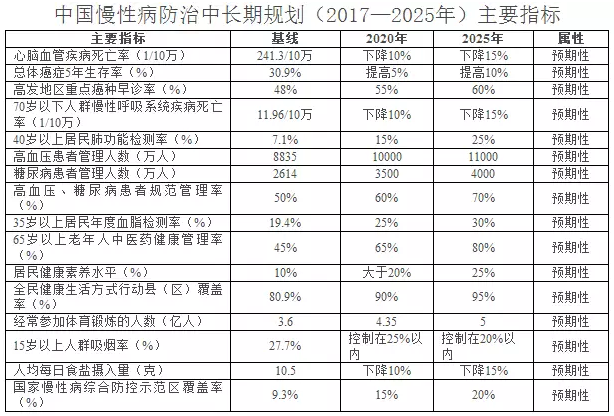 中国慢性病防治中长期规划（2017—2025年）主要指标
主要指标 基线 2020年 2025年 属性
心脑血管疾病死亡率（1/10万） 241.3/10万 下降10% 下降15% 预期性
总体癌症5年生存率（%） 30.9% 提高5% 提高10% 预期性
高发地区重点癌种早诊率（%） 48% 55% 60% 预期性
70岁以下人群慢性呼吸系统疾病死亡
率（1/10万） 11.96/10万 下降10% 下降15% 预期性
40岁以上居民肺功能检测率（%） 7.1% 15% 25% 预期性
高血压患者管理人数（万人） 8835 10000 11000 预期性
糖尿病患者管理人数（万人） 2614 3500 4000 预期性
高血压、糖尿病患者规范管理率
（%） 50% 60% 70% 预期性
35岁以上居民年度血脂检测率（%） 19.4% 25% 30% 预期性
65岁以上老年人中医药健康管理率
（%） 45% 65% 80% 预期性
居民健康素养水平（%） 10% 大于20% 25% 预期性
全民健康生活方式行动县（区）覆盖
率（%） 80.9% 90% 95% 预期性
经常参加体育锻炼的人数（亿人） 3.6 4.35 5 预期性
15岁以上人群吸烟率（%） 27.7% 控制在25%以
内 控制在20%以
内 预期性
人均每日食盐摄入量（克） 10.5 下降10% 下降15% 预期性
国家慢性病综合防控示范区覆盖率
（%） 9.3% 15% 20% 预期性